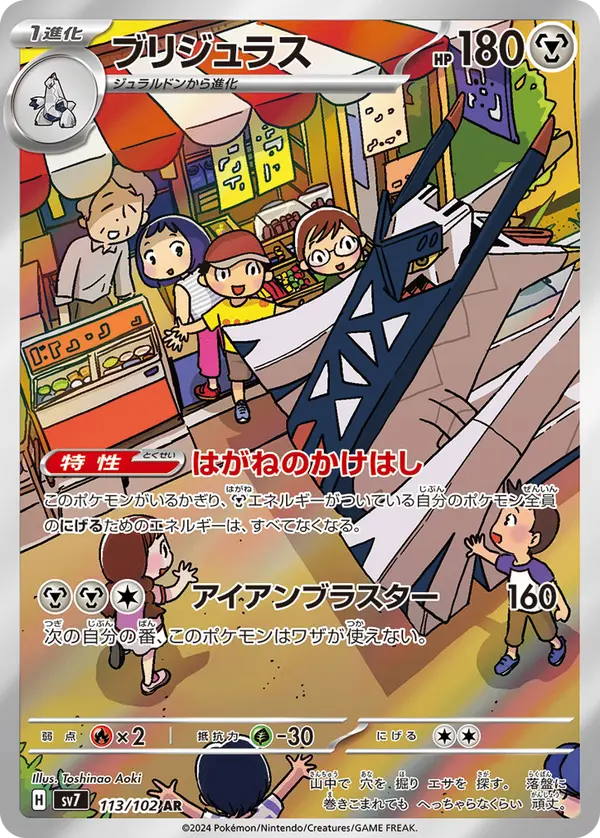 1進化
ブリジュラス
HP180
ジュラルドンから進化
特性 とくせい はがねのかけはし
このポケモンがいるかぎり、エネルギーがついている自分のポケモン全員
のにげるためのエネルギーは、すべてなくなる。
アイアンブラスター 160
次の自分の番、このポケモンはワザが使えない。
弱点 ×2 抵抗力 -30 にげる
Illus. Toshinao Aoki
H sv7 113/102 AR
山中で 穴を 掘り エサを 探す。 落盤に
巻きこまれても へっちゃらなくらい 頑丈。
©2024 Pokémon/Nintendo/Creatures/GAME FREAK.